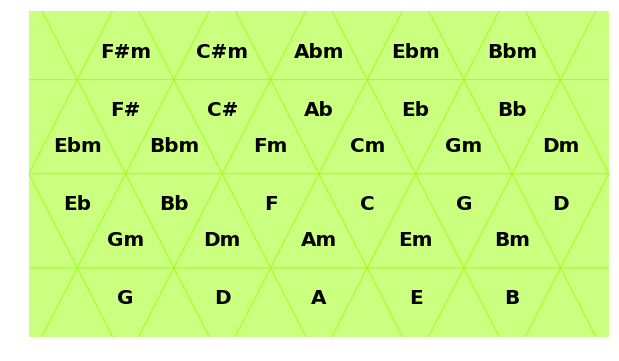 F#m C#m Abm Ebm Bbm
F# C# Ab Eb Bb
Ebm Bbm Fm Cm Gm Dm
Eb Bb F C G D
Gm Dm Am Em Bm
G D A E B